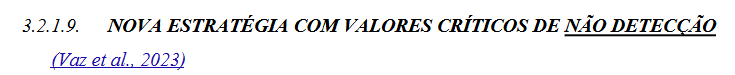 3.2.1.9. NOVA ESTRATÉGIA COM VALORES CRÍTICOS DE NÃO DETECÇÃO
(Vaz et al., 2023)